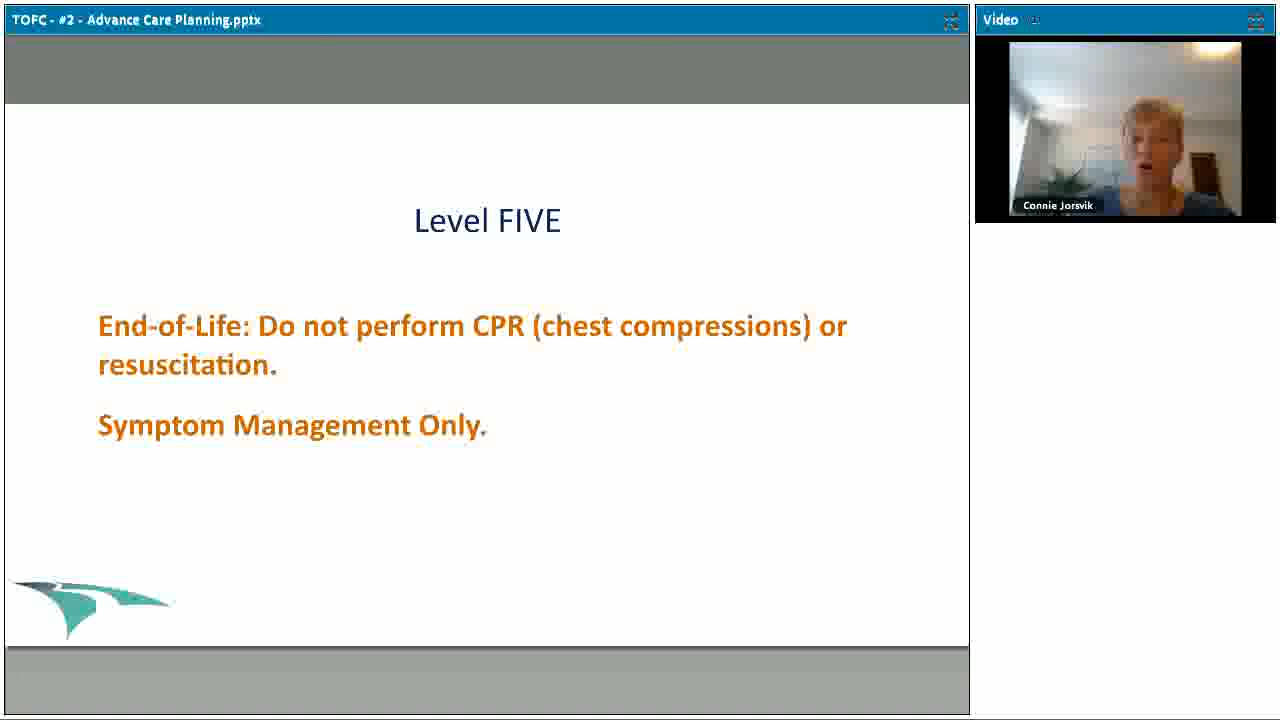 TOFC - #2 - Advance Care Planning.pptx
Video
Connie Jorsvik
Level FIVE
End-of-Life: Do not perform CPR (chest compressions) or
resuscitation.
Symptom Management Only.